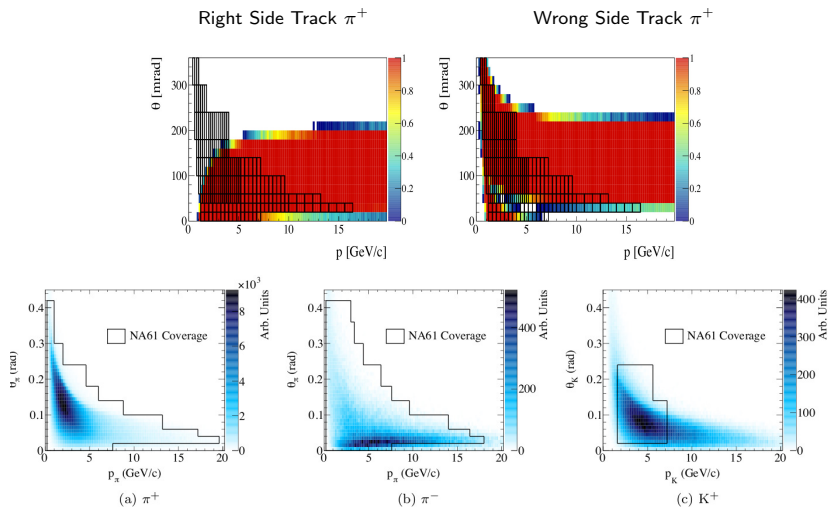 Right Side Track π⁺
Wrong Side Track π⁺
θ [mrad]
300
200
100
0
0 5 10 15
p [GeV/c]
1
0.8
0.6
0.4
0.2
0
θ [mrad]
300
200
100
0
0 5 10 15
p [GeV/c]
1
0.8
0.6
0.4
0.2
0
θπ (rad)
0.4
0.3
0.2
0.1
0
0 5 10 15 20
pπ (GeV/c)
NA61 Coverage
×10³
8
6
4
2
0
Arb. Units
(a) π⁺
θπ (rad)
0.4
0.3
0.2
0.1
0
0 5 10 15 20
pπ (GeV/c)
NA61 Coverage
400
200
0
Arb. Units
(b) π⁻
θK (rad)
0.4
0.3
0.2
0.1
0
0 5 10 15 20
pK (GeV/c)
NA61 Coverage
400
300
200
100
0
Arb. Units
(c) K⁺